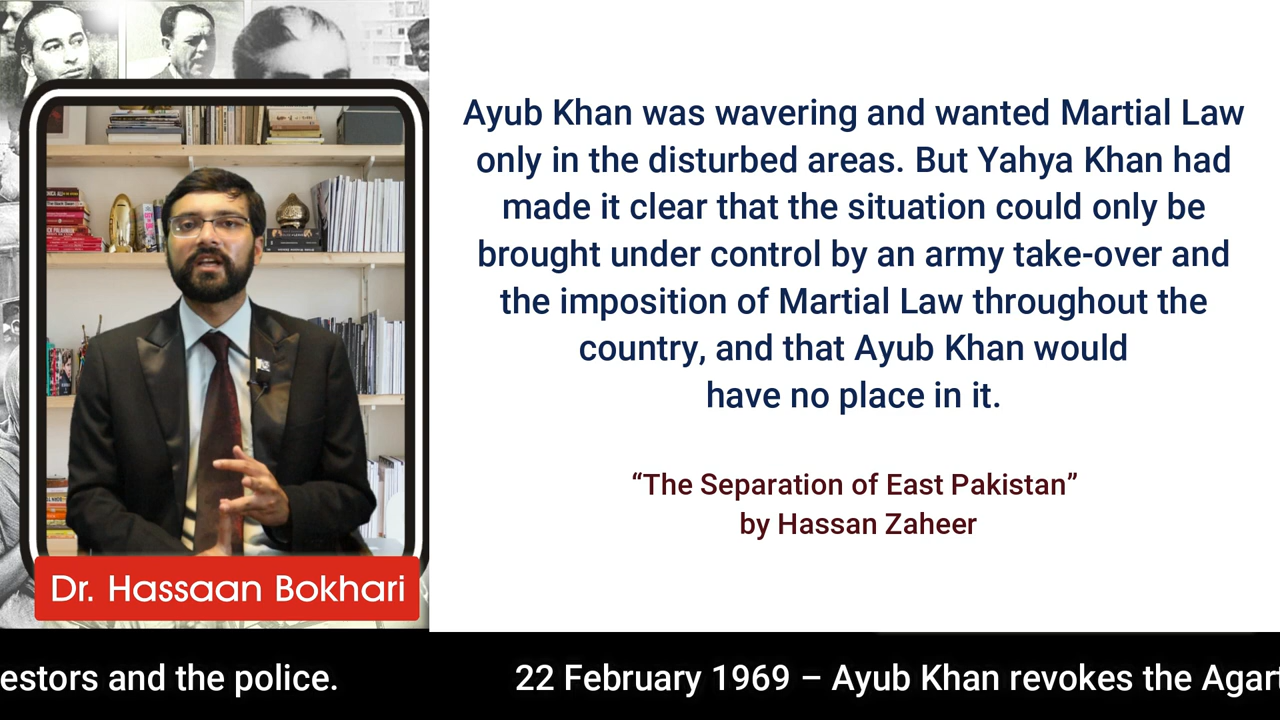 Ayub Khan was wavering and wanted Martial Law
only in the disturbed areas. But Yahya Khan had
made it clear that the situation could only be
brought under control by an army take-over and
the imposition of Martial Law throughout the
country, and that Ayub Khan would
have no place in it.
“The Separation of East Pakistan”
by Hassan Zaheer
Dr. Hassaan Bokhari
estors and the police.
22 February 1969 – Ayub Khan revokes the Agart